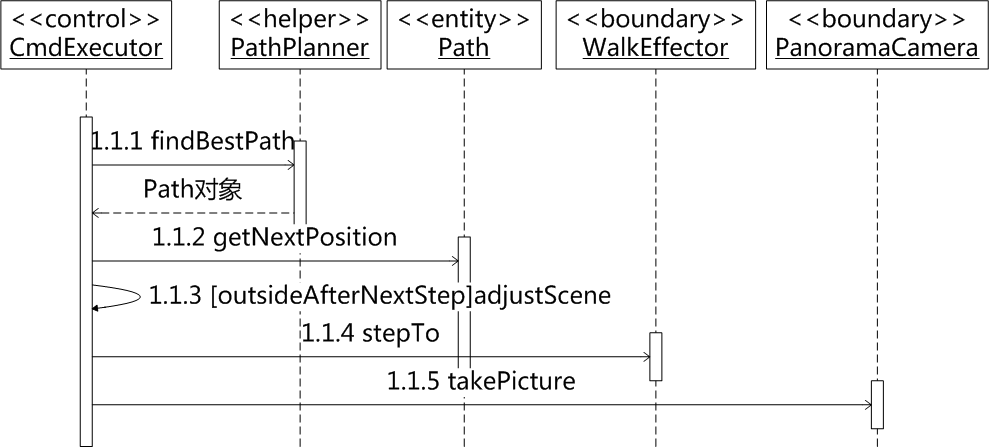 <<control>>
CmdExecutor
<<helper>>
PathPlanner
<<entity>>
Path
<<boundary>>
WalkEffector
<<boundary>>
PanoramaCamera
1.1.1 findBestPath
Path对象
1.1.2 getNextPosition
1.1.3 [outsideAfterNextStep]adjustScene
1.1.4 stepTo
1.1.5 takePicture